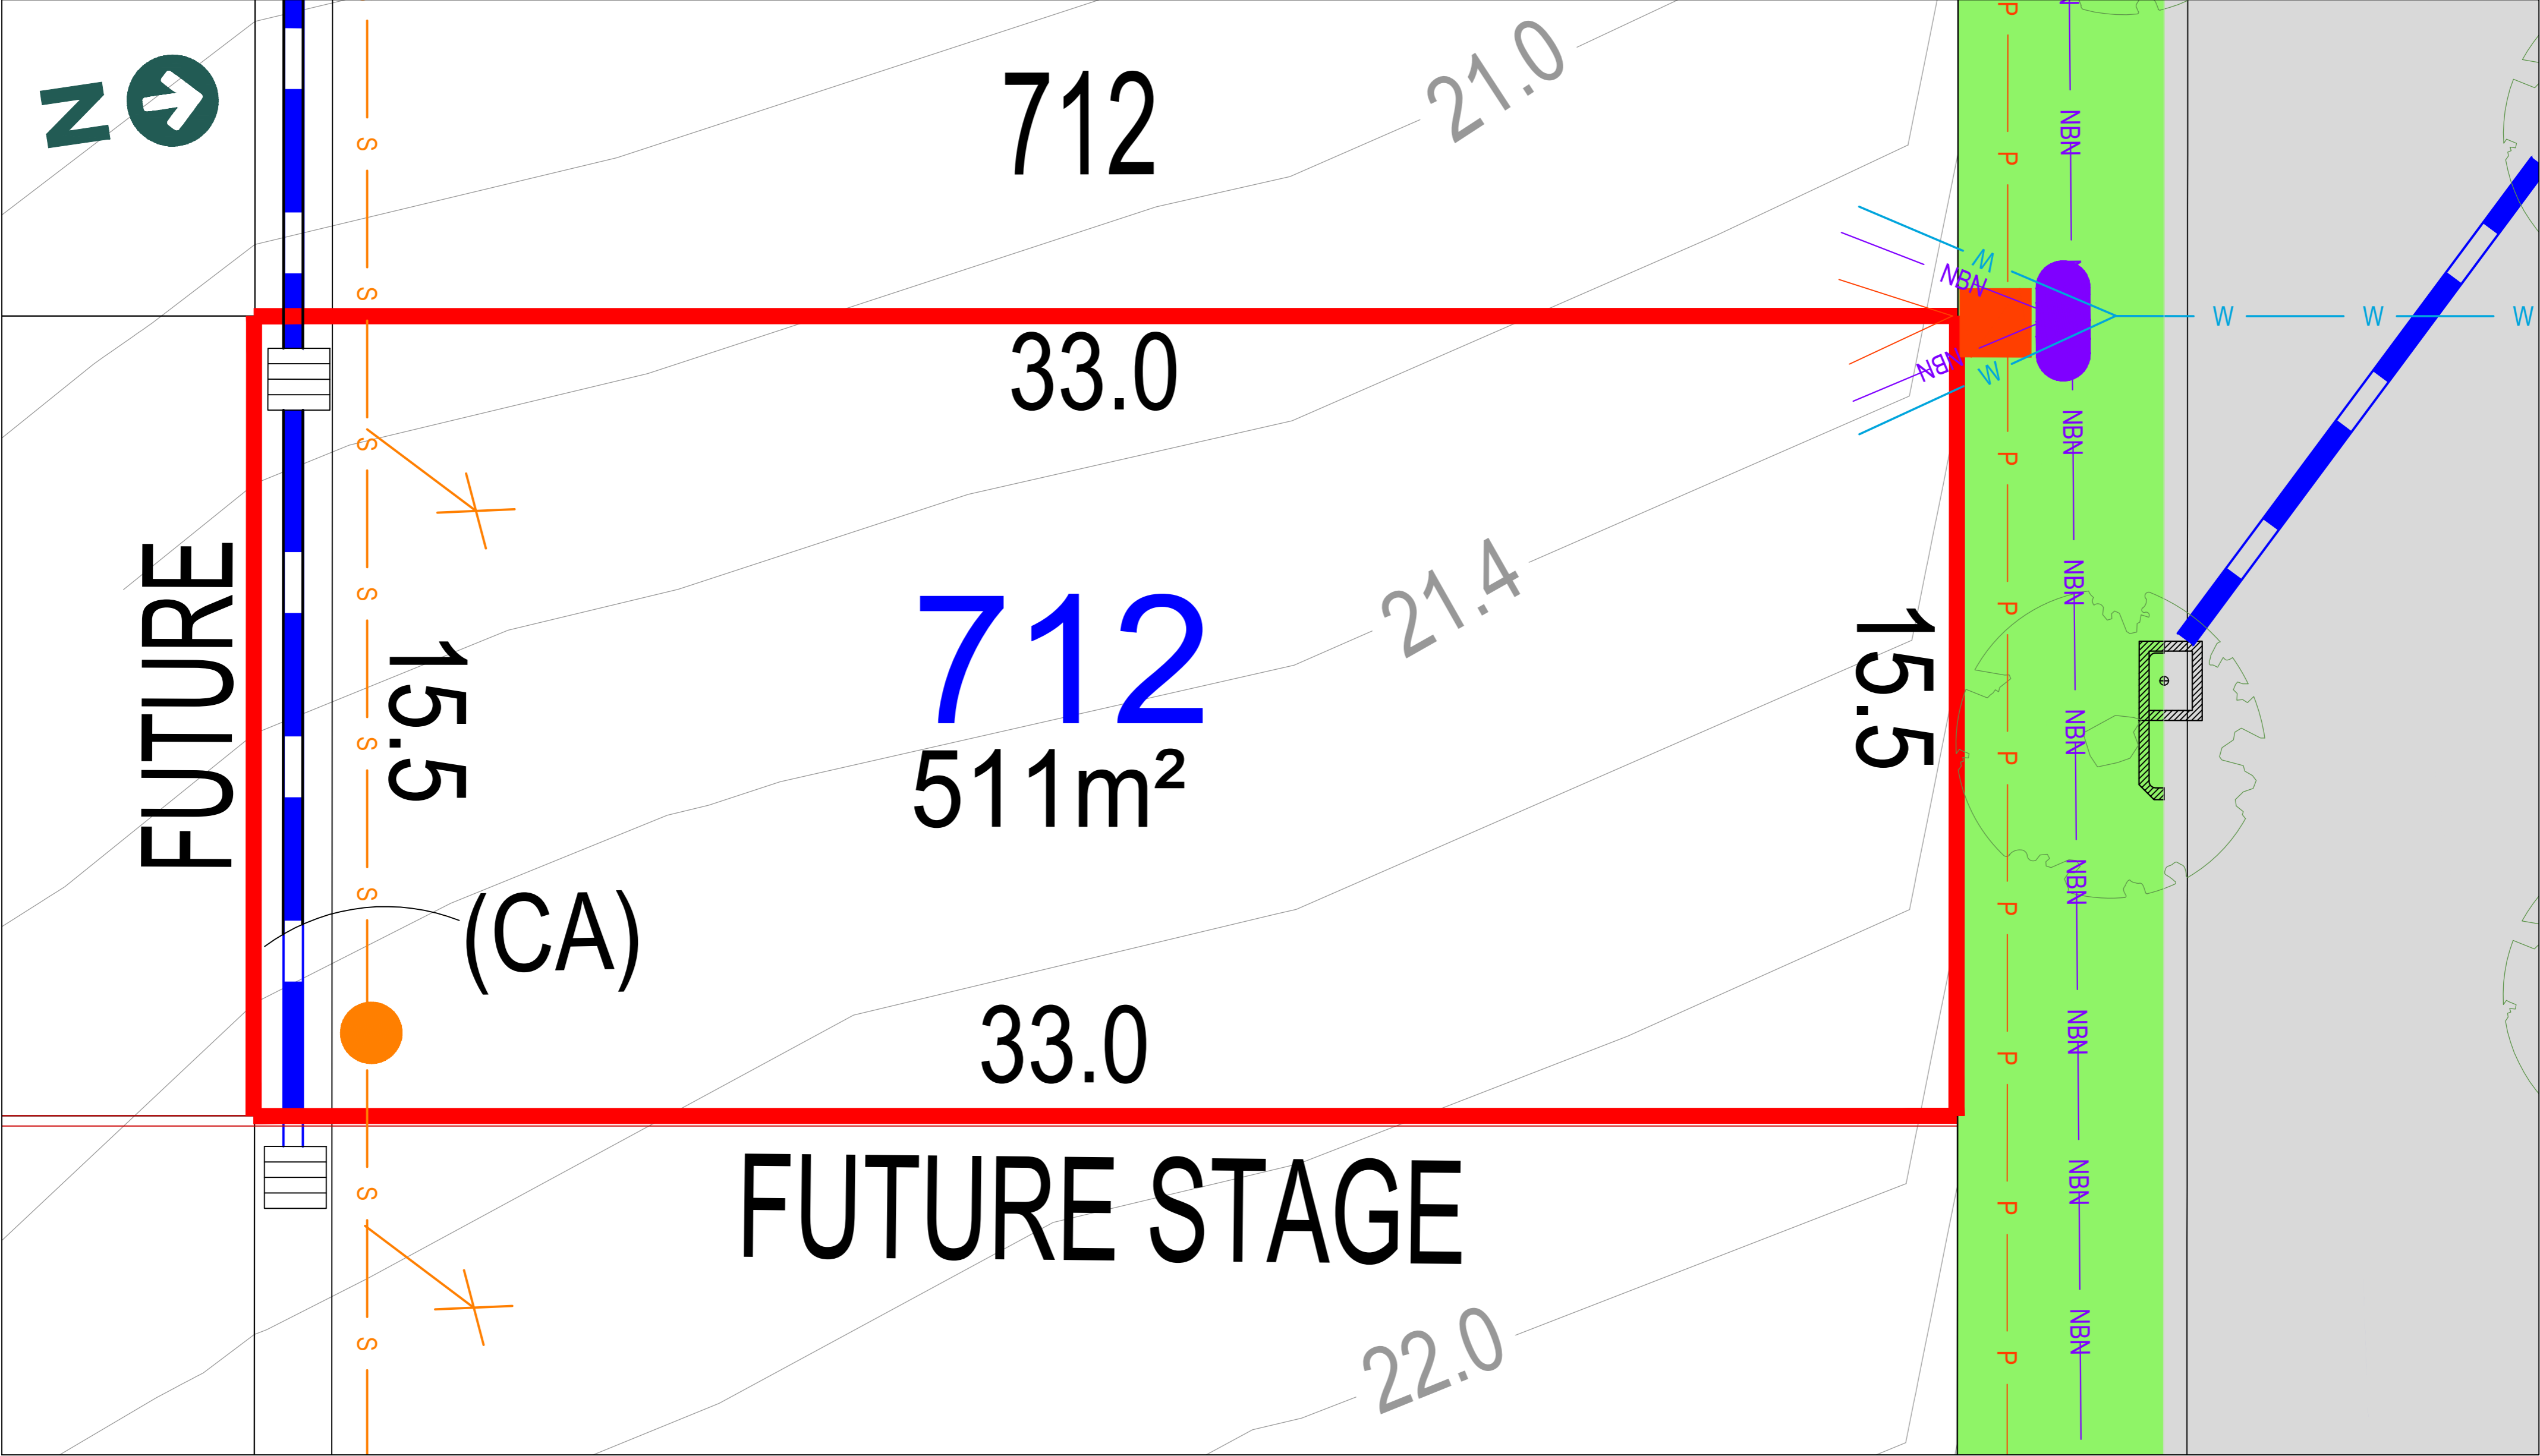 N
712
21.0
33.0
FUTURE
15.5
712
511m²
21.4
15.5
(CA)
33.0
FUTURE STAGE
22.0
S
S
S
S
S
S
S
S
P
P
P
P
P
P
P
P
P
NBN
NBN
NBN
NBN
NBN
NBN
NBN
NBN
NBN
NBN
W
W
W
W
W